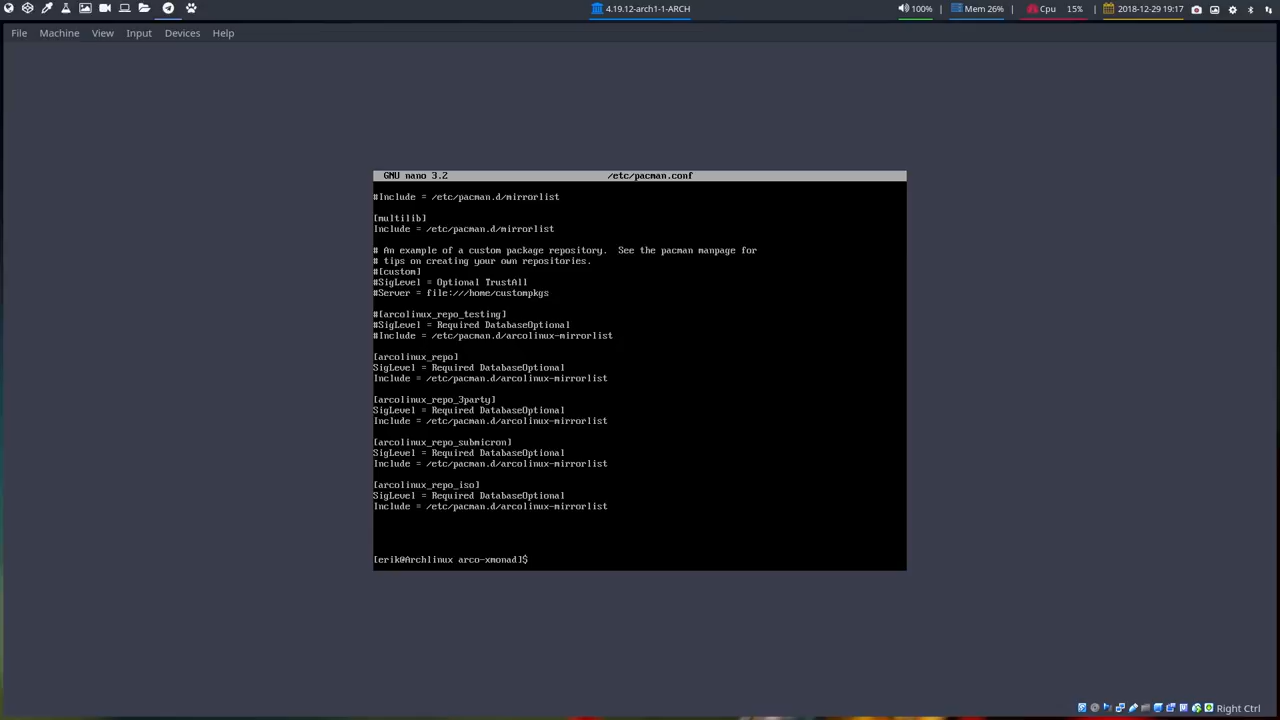 4.19.12-arch1-1-ARCH
100% | Mem 26% | Cpu 15% | 2018-12-29 19:17
File Machine View Input Devices Help
GNU nano 3.2 /etc/pacman.conf
#Include = /etc/pacman.d/mirrorlist
[multilib]
Include = /etc/pacman.d/mirrorlist
# An example of a custom package repository.  See the pacman manpage for
# tips on creating your own repositories.
#[custom]
#SigLevel = Optional TrustAll
#Server = file:///home/custompkgs
#[arcolinux_repo_testing]
#SigLevel = Required DatabaseOptional
#Include = /etc/pacman.d/arcolinux-mirrorlist
[arcolinux_repo]
SigLevel = Required DatabaseOptional
Include = /etc/pacman.d/arcolinux-mirrorlist
[arcolinux_repo_3party]
SigLevel = Required DatabaseOptional
Include = /etc/pacman.d/arcolinux-mirrorlist
[arcolinux_repo_submicron]
SigLevel = Required DatabaseOptional
Include = /etc/pacman.d/arcolinux-mirrorlist
[arcolinux_repo_iso]
SigLevel = Required DatabaseOptional
Include = /etc/pacman.d/arcolinux-mirrorlist
[erik@Archlinux arco-xmonad]$
Right Ctrl